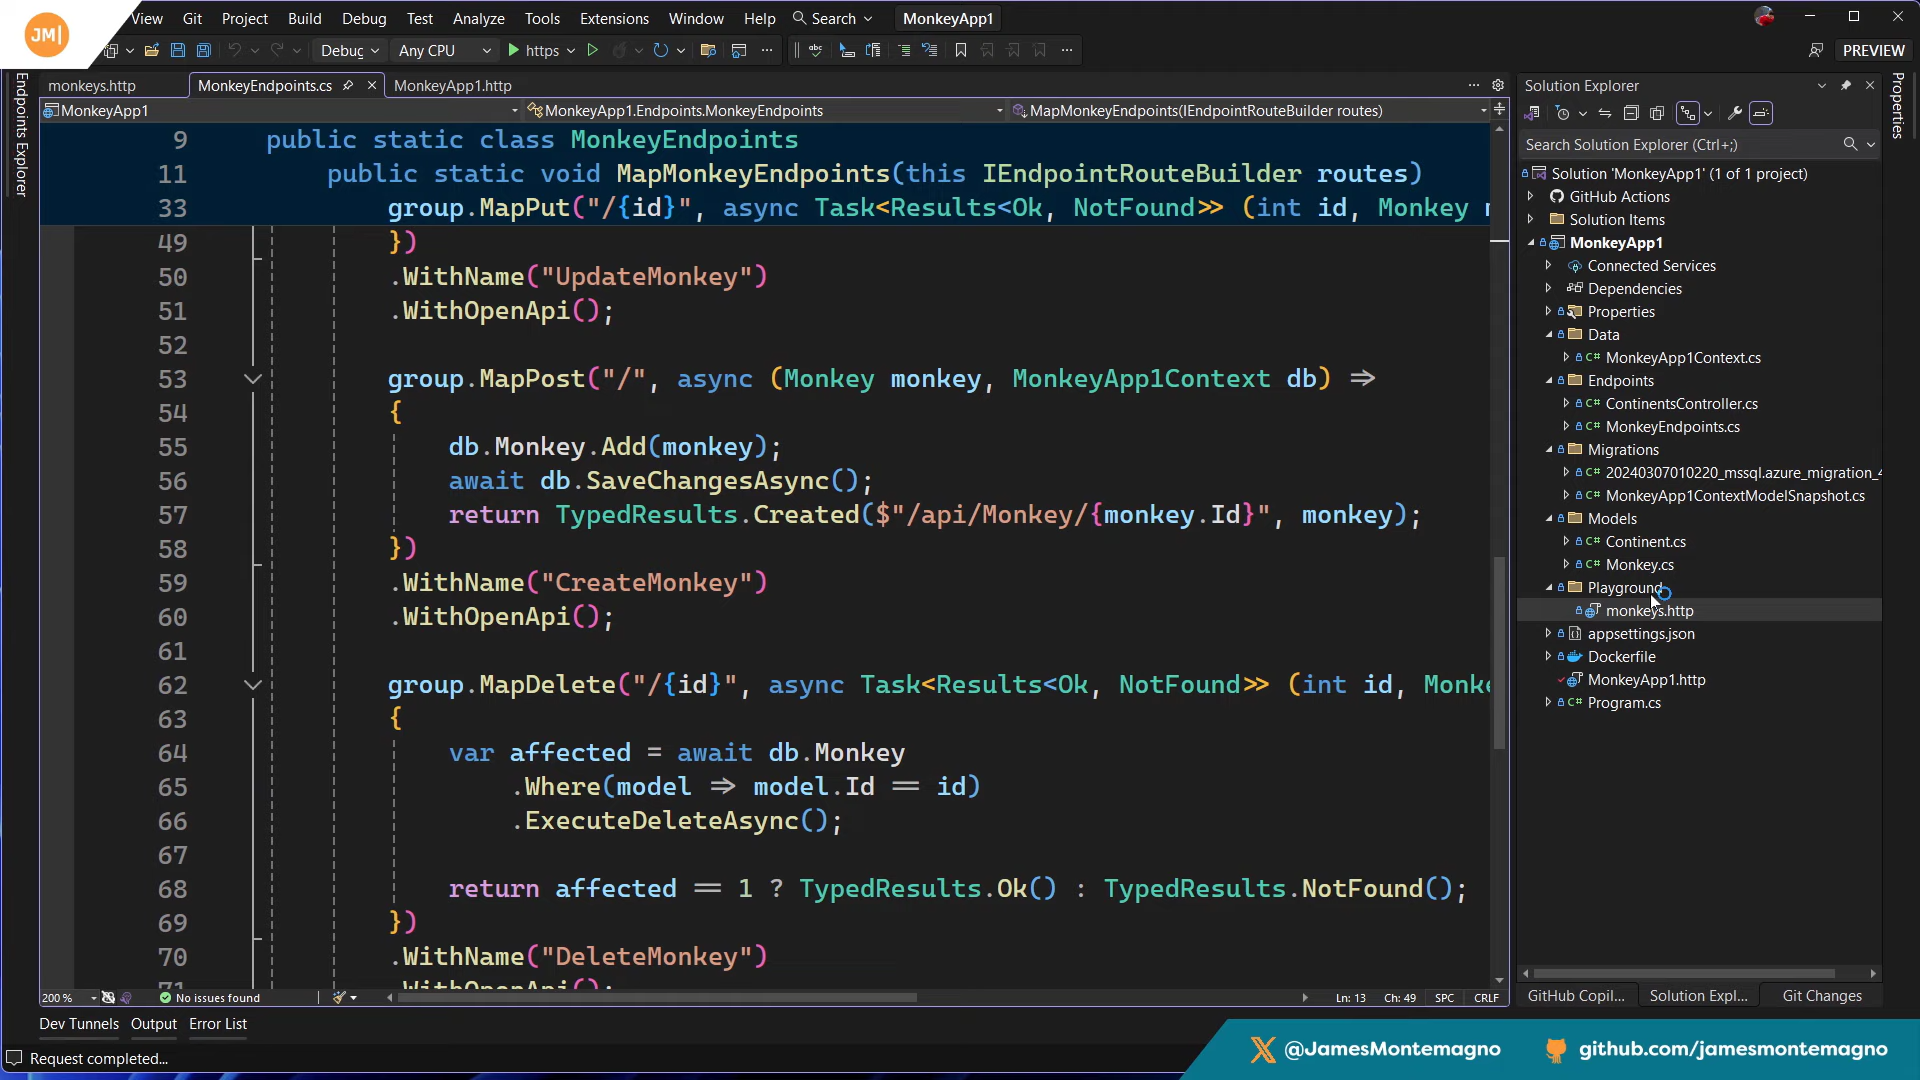 JM|
View Git Project Build Debug Test Analyze Tools Extensions Window Help Search MonkeyApp1
Debug Any CPU https PREVIEW
monkeys.http MonkeyEndpoints.cs MonkeyApp1.http
MonkeyApp1 MonkeyApp1.Endpoints.MonkeyEndpoints MapMonkeyEndpoints(IEndpointRouteBuilder routes)
Endpoints Explorer
9 public static class MonkeyEndpoints
11 public static void MapMonkeyEndpoints(this IEndpointRouteBuilder routes)
33 group.MapPut("/{id}", async Task<Results<Ok, NotFound>> (int id, Monkey
49 })
50 .WithName("UpdateMonkey")
51 .WithOpenApi();
52
53 group.MapPost("/", async (Monkey monkey, MonkeyApp1Context db) =>
54 {
55 db.Monkey.Add(monkey);
56 await db.SaveChangesAsync();
57 return TypedResults.Created($"/api/Monkey/{monkey.Id}", monkey);
58 })
59 .WithName("CreateMonkey")
60 .WithOpenApi();
61
62 group.MapDelete("/{id}", async Task<Results<Ok, NotFound>> (int id, Monke
63 {
64 var affected = await db.Monkey
65 .Where(model => model.Id == id)
66 .ExecuteDeleteAsync();
67
68 return affected == 1 ? TypedResults.Ok() : TypedResults.NotFound();
69 })
70 .WithName("DeleteMonkey")
71 .WithOpenApi();
200 % No issues found Ln: 13 Ch: 49 SPC CRLF
Dev Tunnels Output Error List
Request completed...
Solution Explorer
Search Solution Explorer (Ctrl+;)
Solution 'MonkeyApp1' (1 of 1 project)
GitHub Actions
Solution Items
MonkeyApp1
Connected Services
Dependencies
Properties
Data
MonkeyApp1Context.cs
Endpoints
ContinentsController.cs
MonkeyEndpoints.cs
Migrations
20240307010220_mssql.azure_migration_4
MonkeyApp1ContextModelSnapshot.cs
Models
Continent.cs
Monkey.cs
Playground
monkeys.http
appsettings.json
Dockerfile
MonkeyApp1.http
Program.cs
GitHub Copil... Solution Expl... Git Changes
Properties
@JamesMontemagno github.com/jamesmontemagno